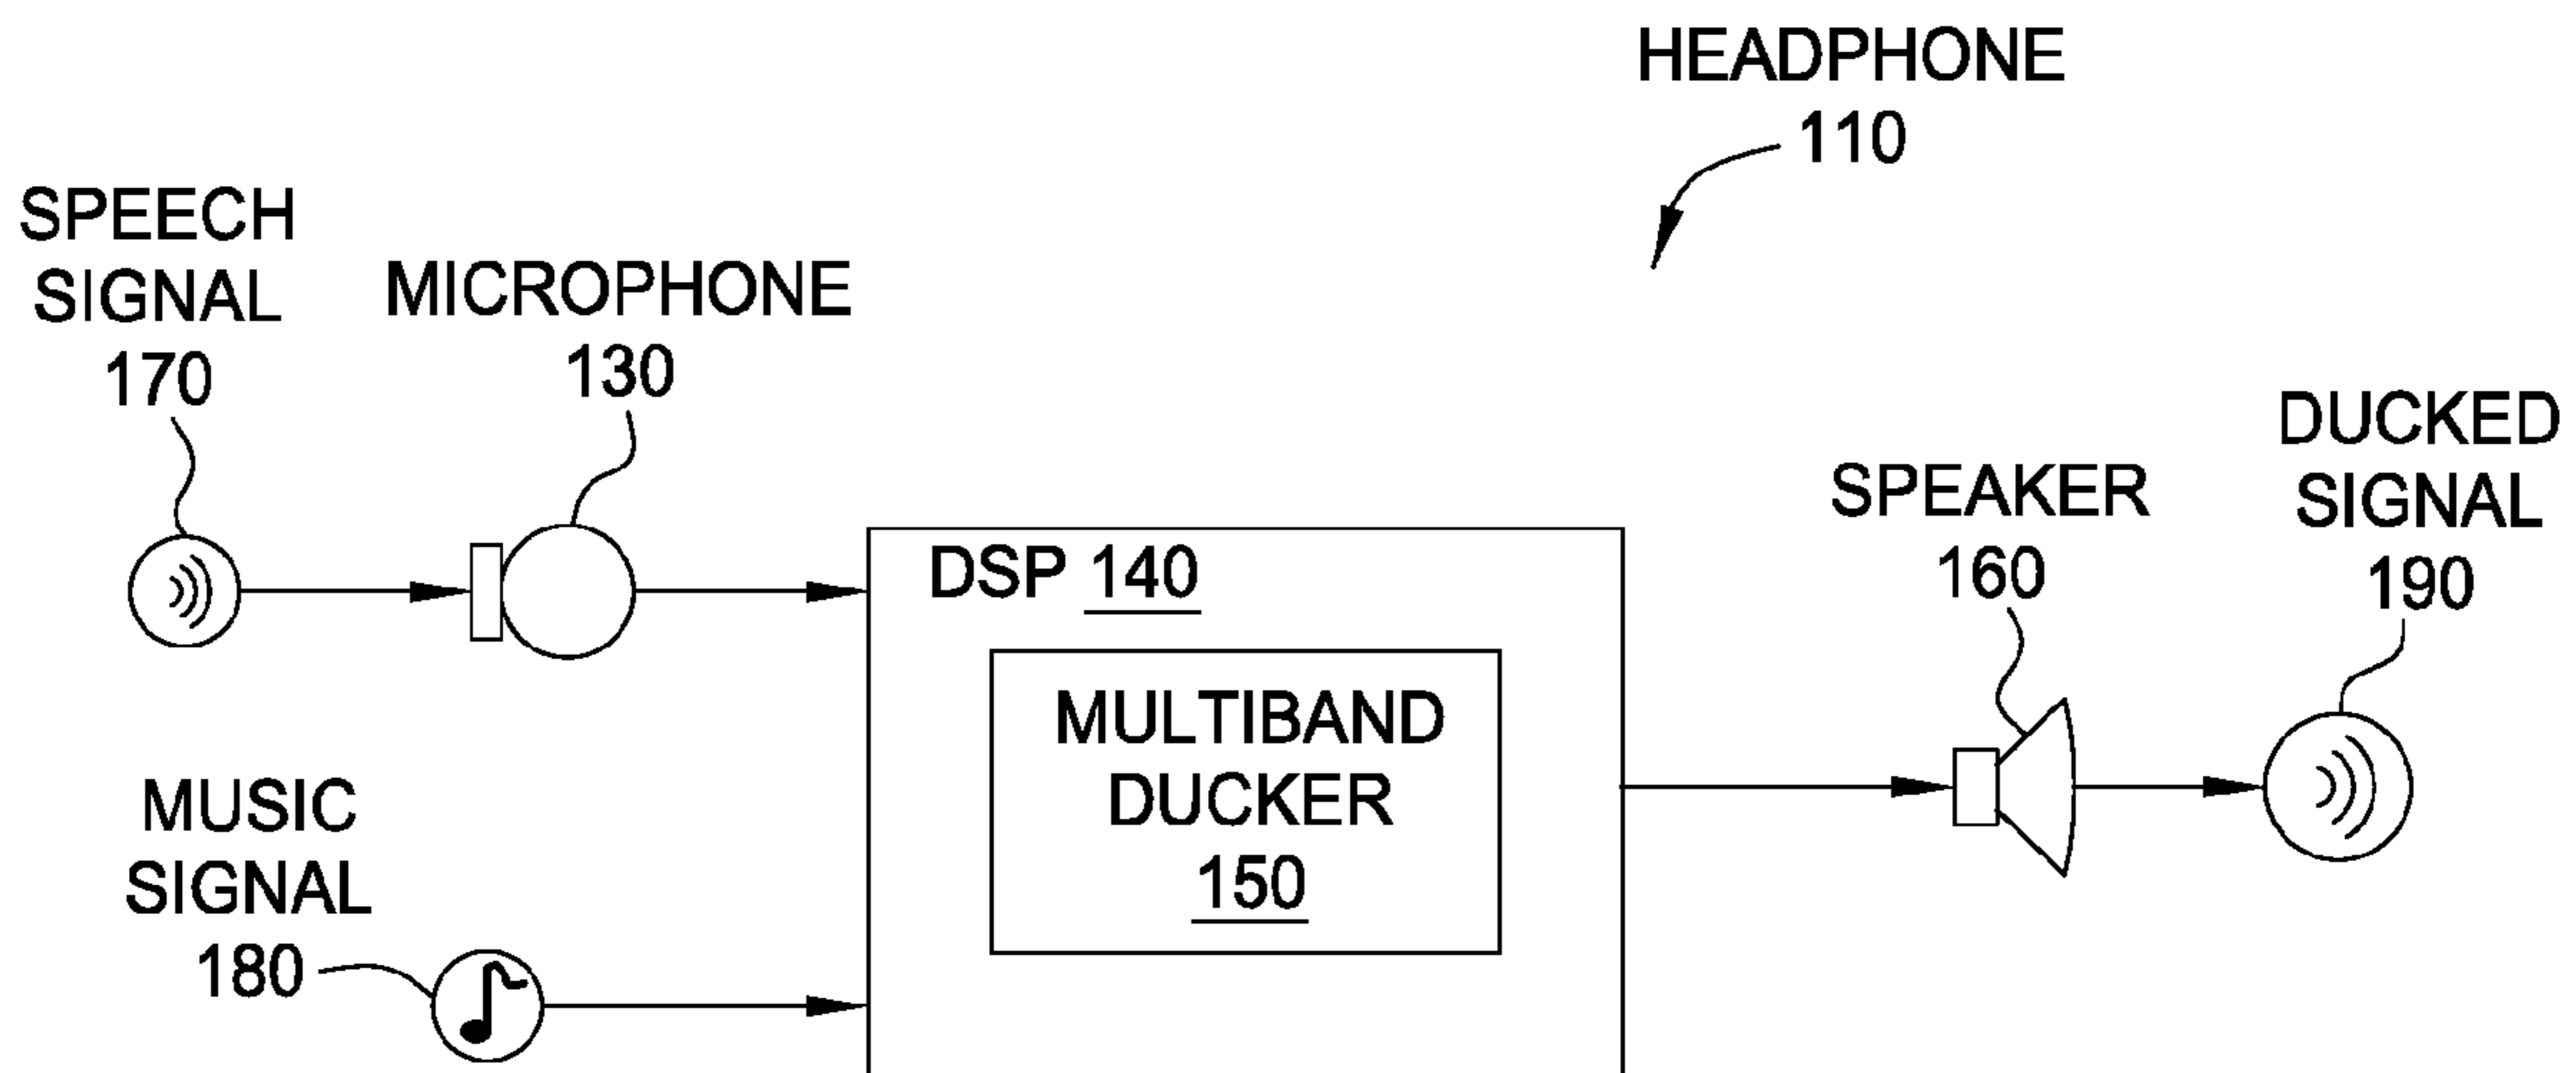 HEADPHONE
110
SPEECH
SIGNAL
170
MICROPHONE
130
DUCKED
SIGNAL
190
SPEAKER
160
DSP 140
MULTIBAND
DUCKER
150
MUSIC
SIGNAL
180